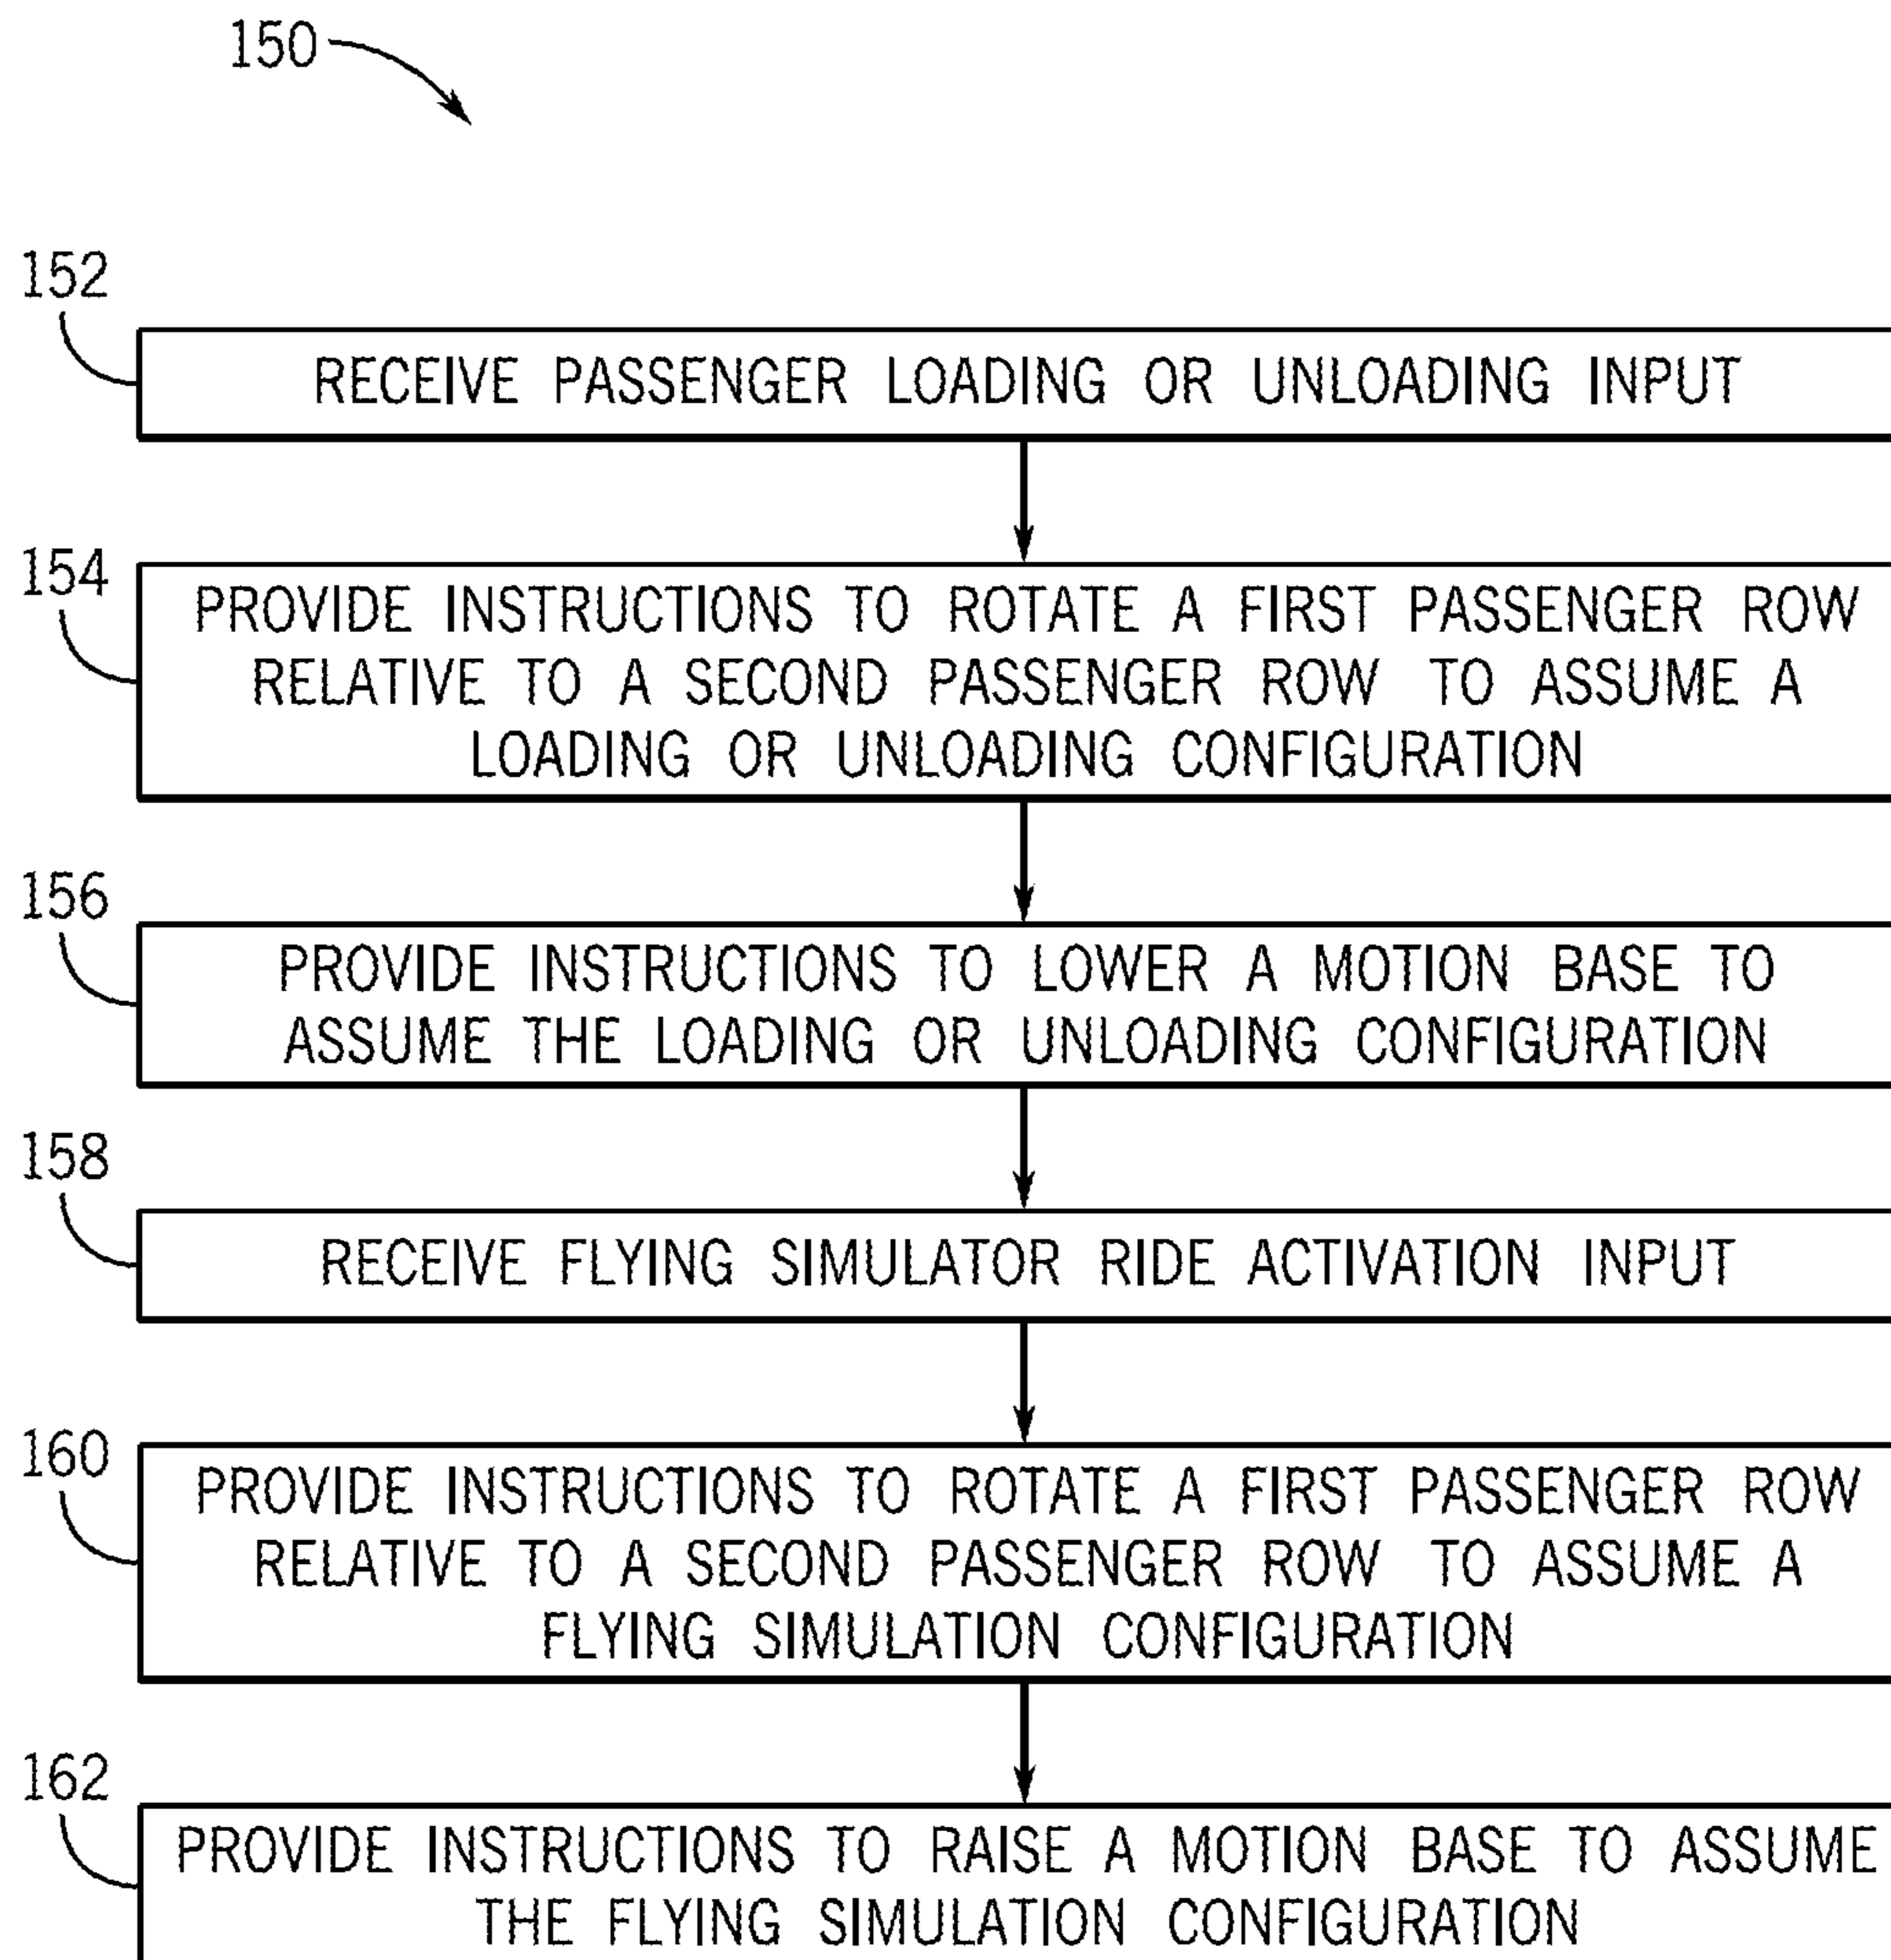 150
152
RECEIVE PASSENGER LOADING OR UNLOADING INPUT
154
PROVIDE INSTRUCTIONS TO ROTATE A FIRST PASSENGER ROW
RELATIVE TO A SECOND PASSENGER ROW TO ASSUME A
LOADING OR UNLOADING CONFIGURATION
156
PROVIDE INSTRUCTIONS TO LOWER A MOTION BASE TO
ASSUME THE LOADING OR UNLOADING CONFIGURATION
158
RECEIVE FLYING SIMULATOR RIDE ACTIVATION INPUT
160
PROVIDE INSTRUCTIONS TO ROTATE A FIRST PASSENGER ROW
RELATIVE TO A SECOND PASSENGER ROW TO ASSUME A
FLYING SIMULATION CONFIGURATION
162
PROVIDE INSTRUCTIONS TO RAISE A MOTION BASE TO ASSUME
THE FLYING SIMULATION CONFIGURATION